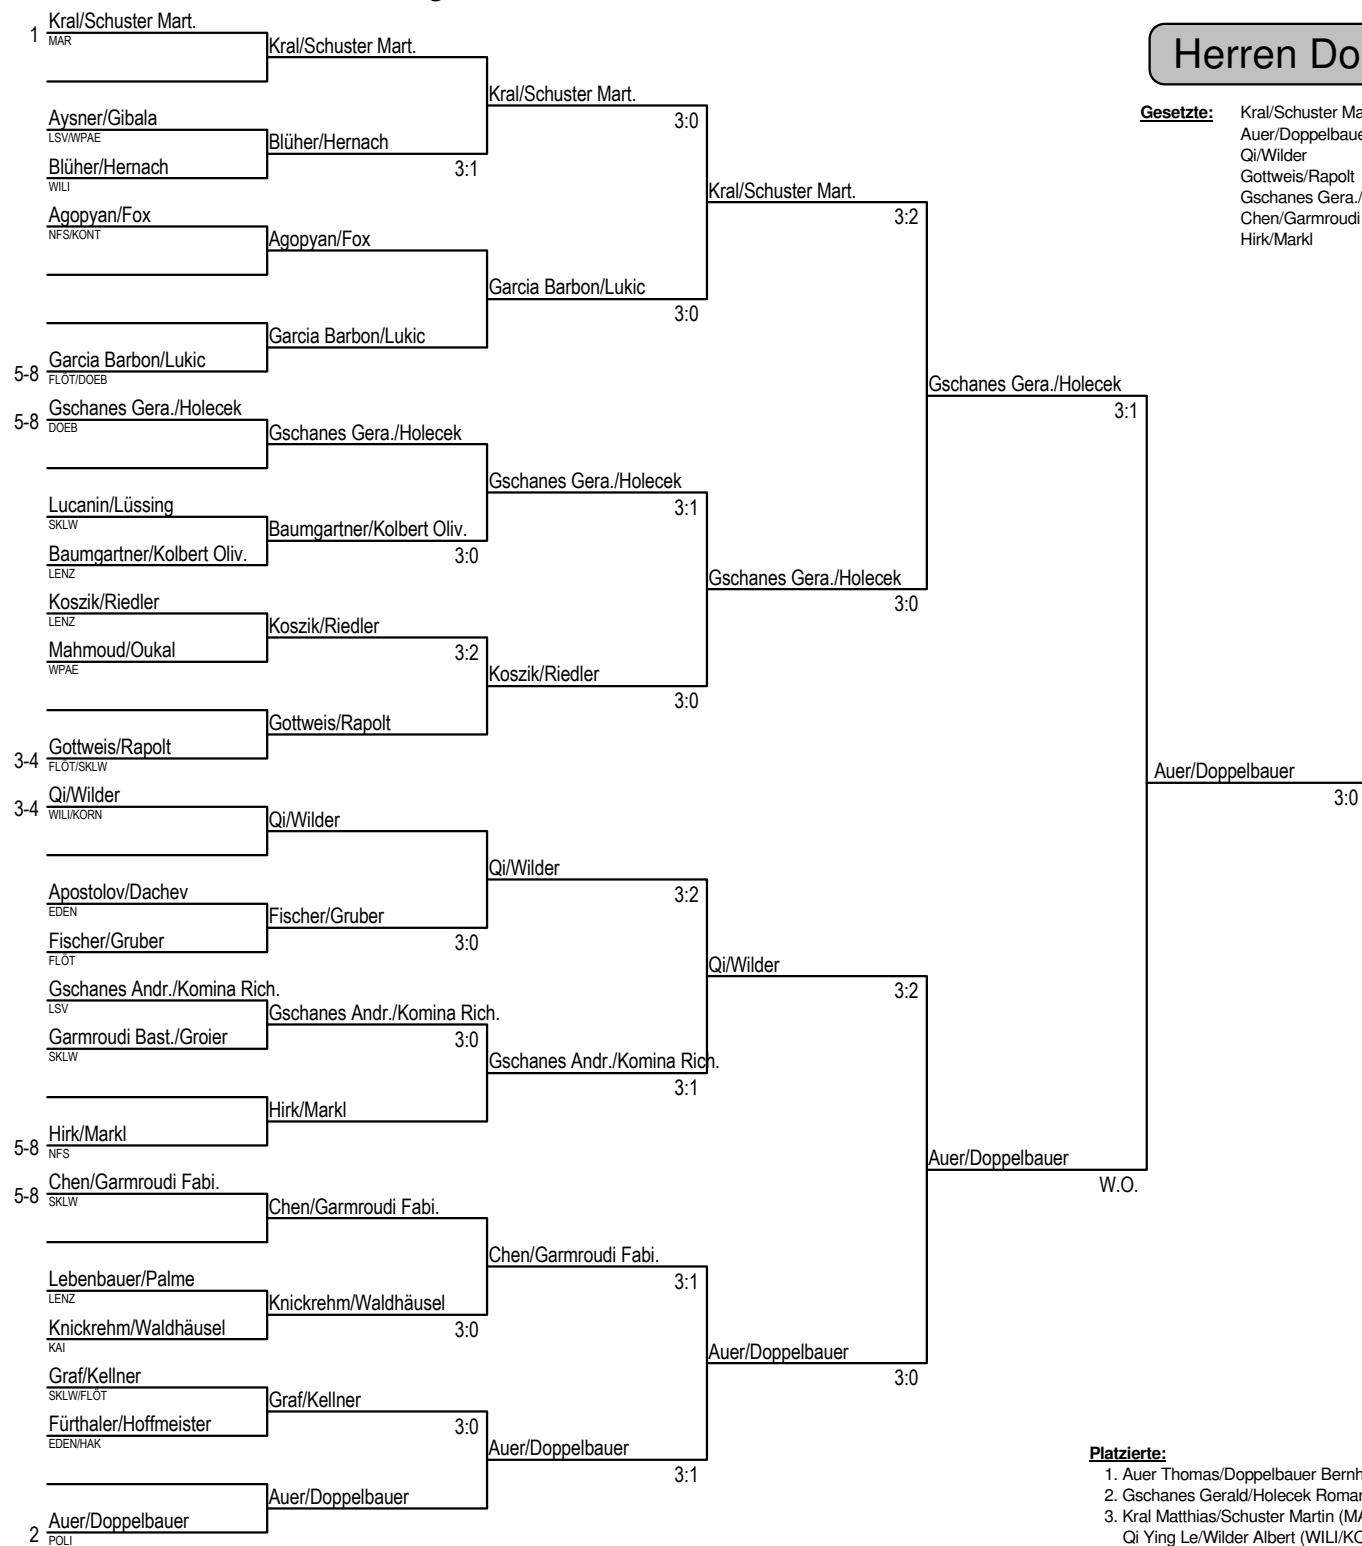 Kral/Schuster Mart.
1
MAR
Kral/Schuster Mart.
Herren Do
Kral/Schuster Mart.
3:0
Gesetzte:
Kral/Schuster Ma
Auer/Doppelbaue
Qi/Wilder
Gottweis/Rapolt
Gschanes Gera./
Chen/Garmroudi
Hirk/Markl
Aysner/Gibala
LSV/WPAE
Blüher/Hernach
3:1
Blüher/Hernach
WILI
Kral/Schuster Mart.
3:2
Agopyan/Fox
NFS/KONT
Agopyan/Fox
Garcia Barbon/Lukic
3:0
Garcia Barbon/Lukic
5-8
Garcia Barbon/Lukic
FLÖT/DOEB
Gschanes Gera./Holecek
3:1
5-8
Gschanes Gera./Holecek
DOEB
Gschanes Gera./Holecek
Gschanes Gera./Holecek
3:1
Lucanin/Lüssing
SKLW
Baumgartner/Kolbert Oliv.
3:0
Baumgartner/Kolbert Oliv.
LENZ
Gschanes Gera./Holecek
3:0
Koszik/Riedler
LENZ
Koszik/Riedler
3:2
Mahmoud/Oukal
WPAE
Koszik/Riedler
3:0
Gottweis/Rapolt
3-4
Gottweis/Rapolt
FLÖT/SKLW
Auer/Doppelbauer
3:0
3-4
Qi/Wilder
WILI/KORN
Qi/Wilder
Qi/Wilder
3:2
Apostolov/Dachev
EDEN
Fischer/Gruber
3:0
Fischer/Gruber
FLÖT
Qi/Wilder
3:2
Gschanes Andr./Komina Rich.
LSV
Gschanes Andr./Komina Rich.
3:0
Garmroudi Bast./Groier
SKLW
Gschanes Andr./Komina Rich.
3:1
Hirk/Markl
5-8
Hirk/Markl
NFS
Auer/Doppelbauer
W.O.
5-8
Chen/Garmroudi Fabi.
SKLW
Chen/Garmroudi Fabi.
Chen/Garmroudi Fabi.
3:1
Lebenbauer/Palme
LENZ
Knickrehm/Waldhäusel
3:0
Knickrehm/Waldhäusel
KAI
Auer/Doppelbauer
3:0
Graf/Kellner
SKLW/FLÖT
Graf/Kellner
3:0
Fürthaler/Hoffmeister
EDEN/HAK
Auer/Doppelbauer
3:1
Auer/Doppelbauer
2
Auer/Doppelbauer
POLI
Platzierte:
1. Auer Thomas/Doppelbauer Bernh
2. Gschanes Gerald/Holecek Roman
3. Kral Matthias/Schuster Martin (MA
Qi Ying Le/Wilder Albert (WILI/KO